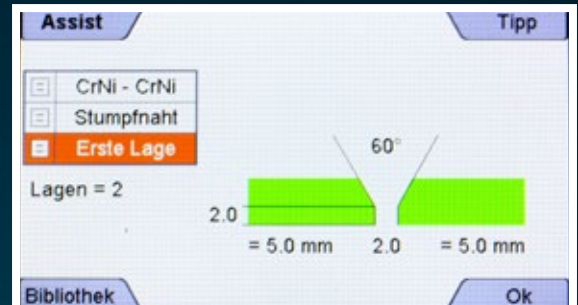 Assist
Tipp
CrNi - CrNi
Stumpfnaht
Erste Lage
Lagen = 2
60°
2.0
= 5.0 mm 2.0 = 5.0 mm
Bibliothek
Ok